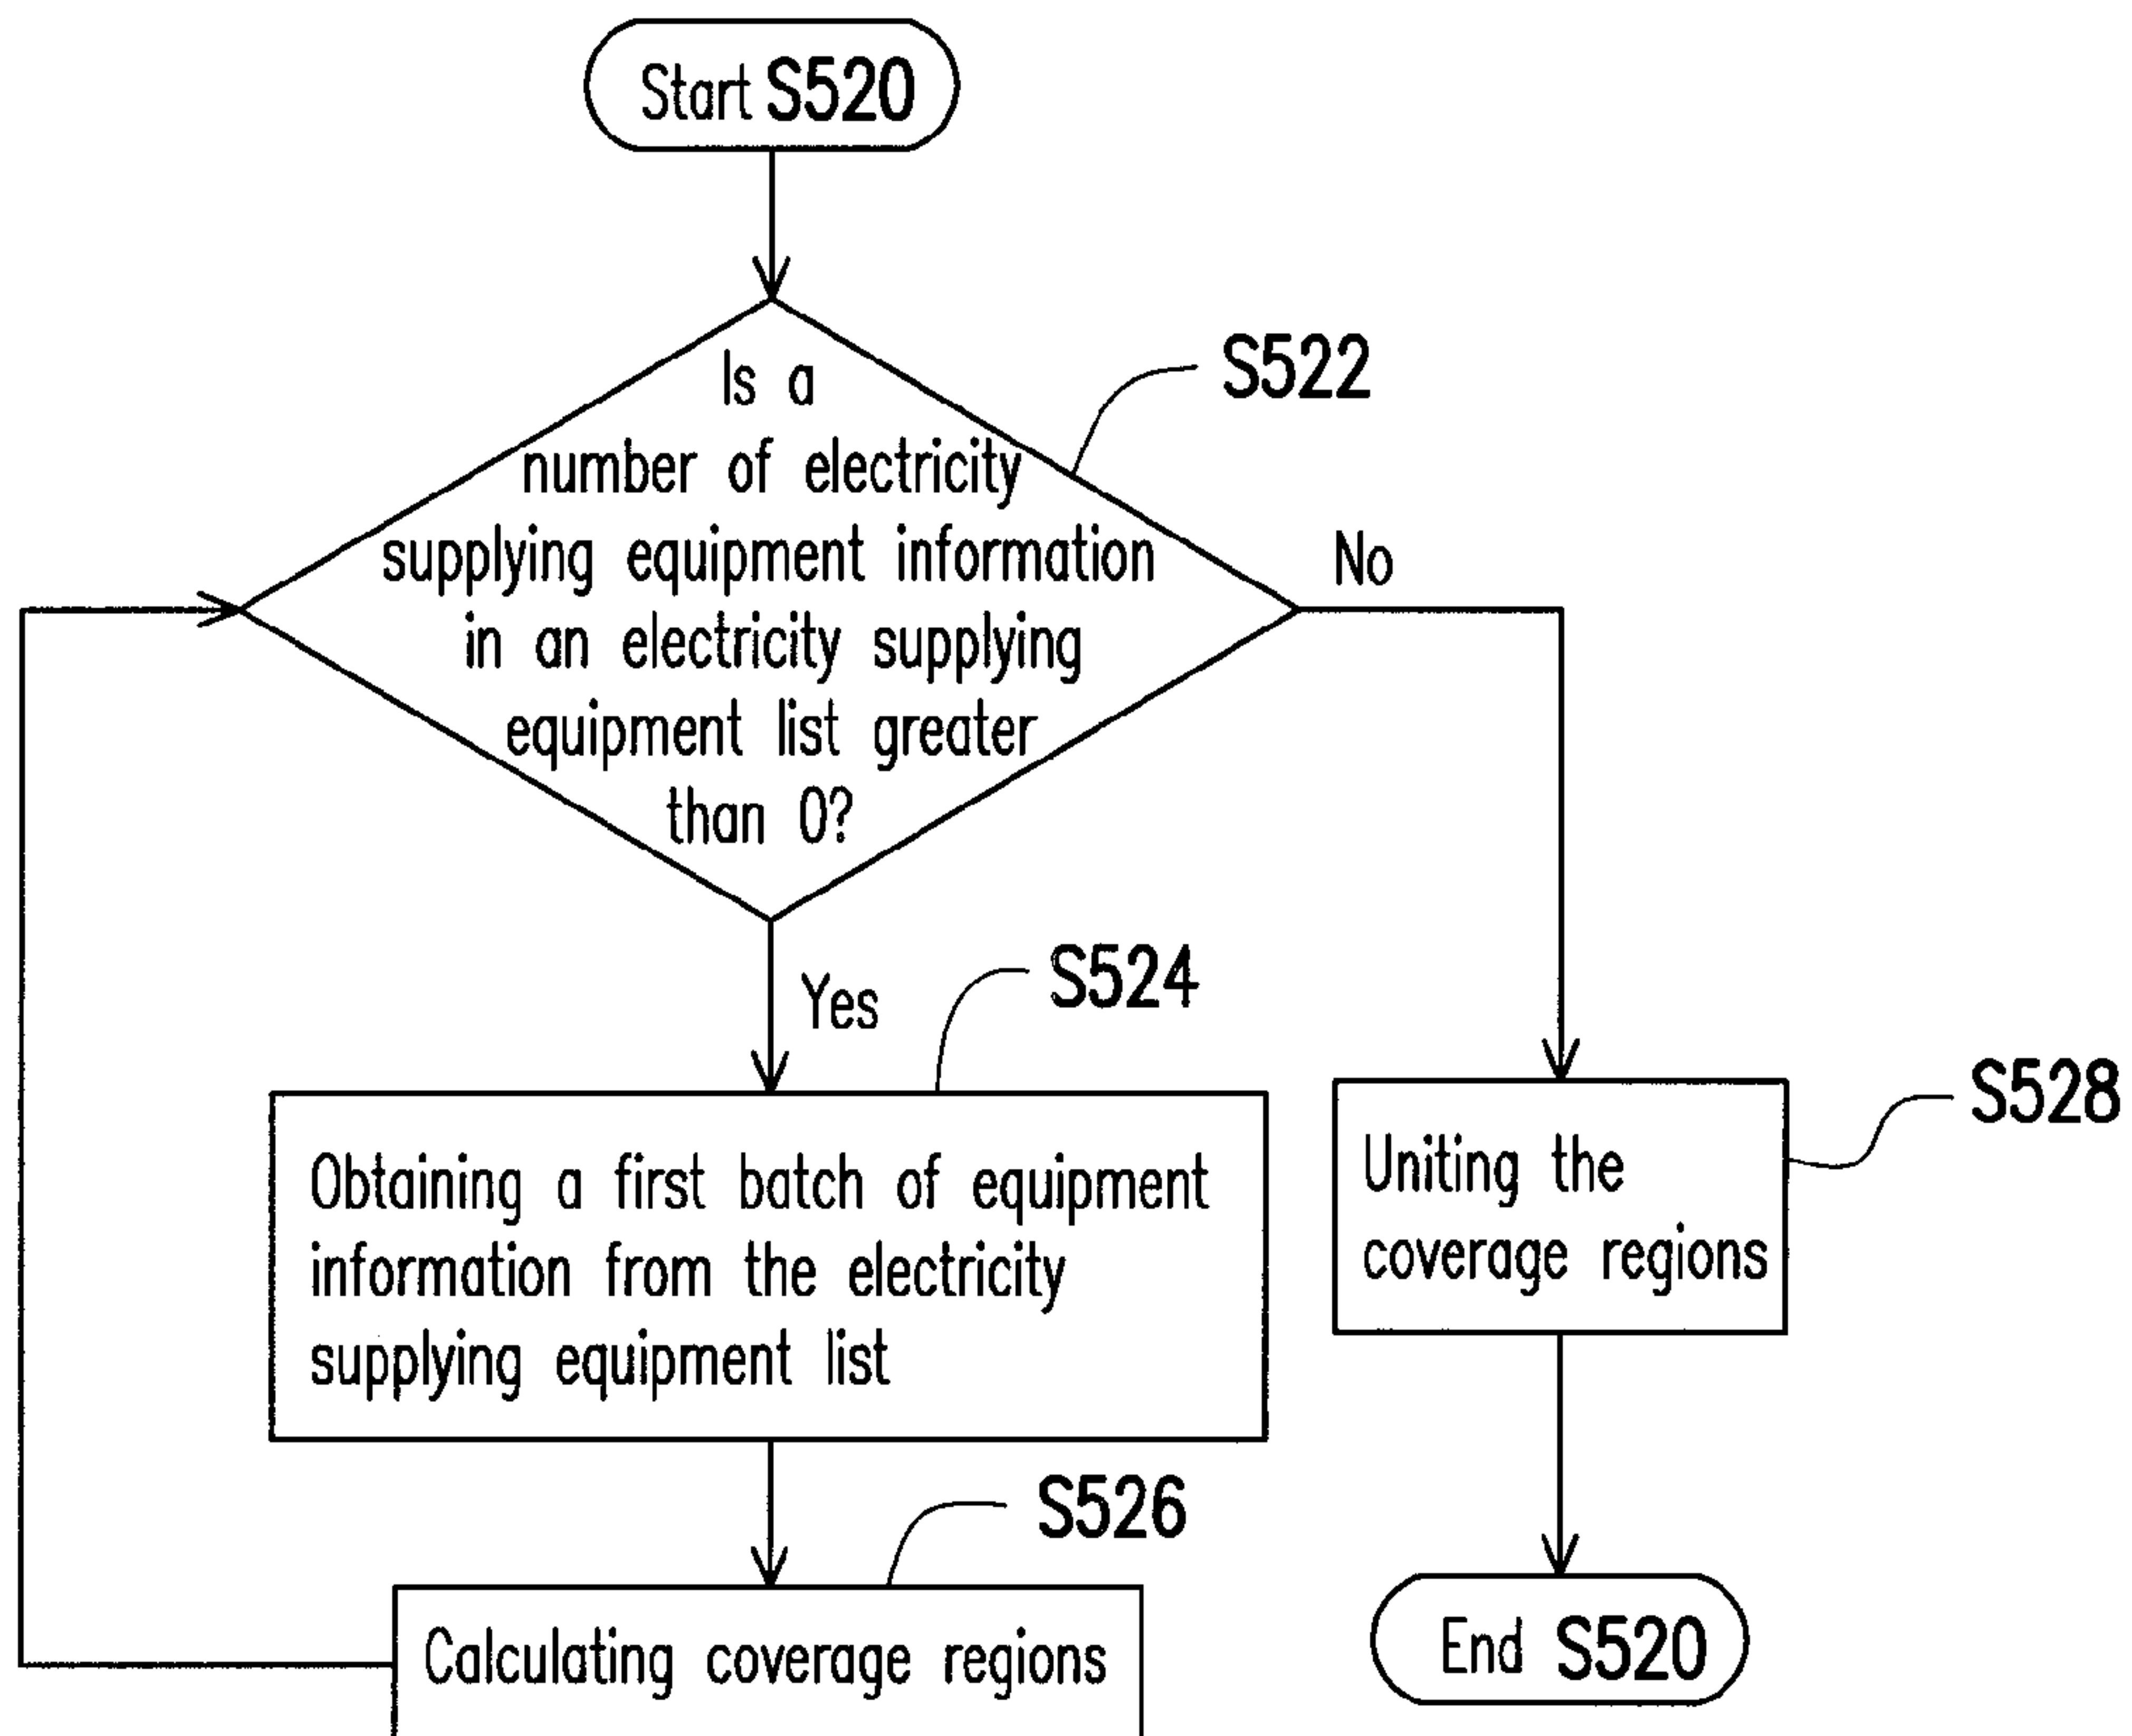 Start S520
S522
Is a
number of electricity
supplying equipment information
in an electricity supplying
equipment list greater
than 0?
No
Yes
S524
Obtaining a first batch of equipment
information from the electricity
supplying equipment list
S528
Uniting the
coverage regions
S526
Calculating coverage regions
End S520